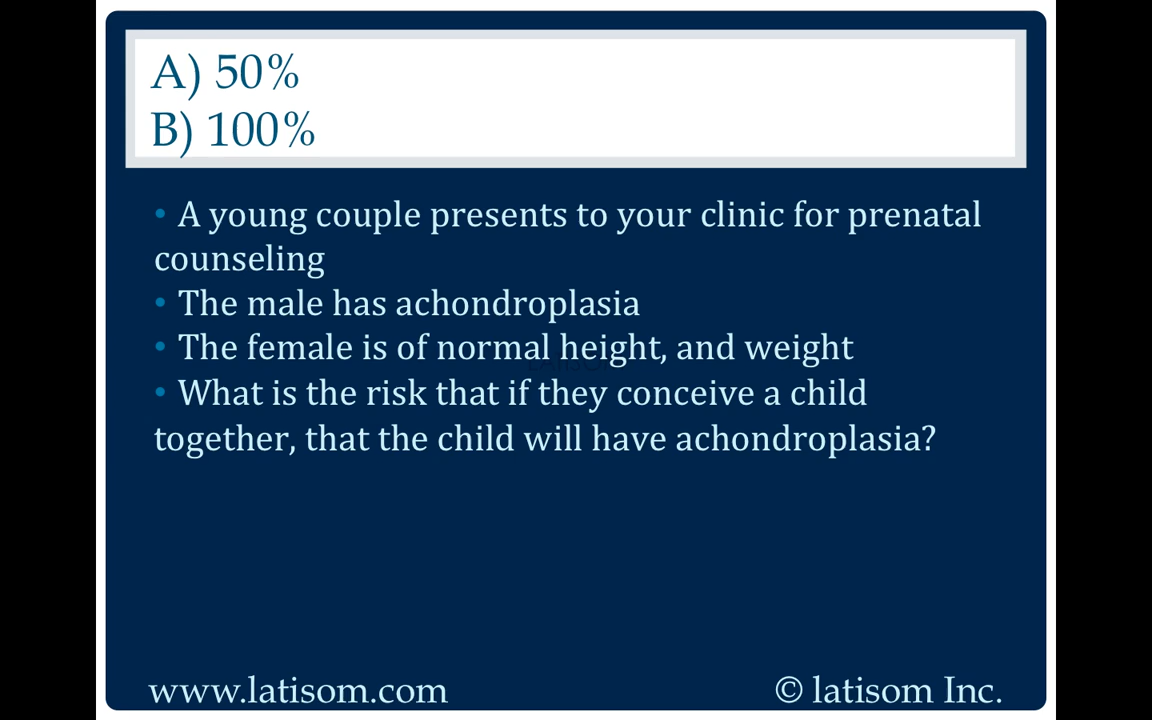 A) 50%
B) 100%
• A young couple presents to your clinic for prenatal
counseling
• The male has achondroplasia
• The female is of normal height, and weight
• What is the risk that if they conceive a child
together, that the child will have achondroplasia?
www.latisom.com
© latisom Inc.